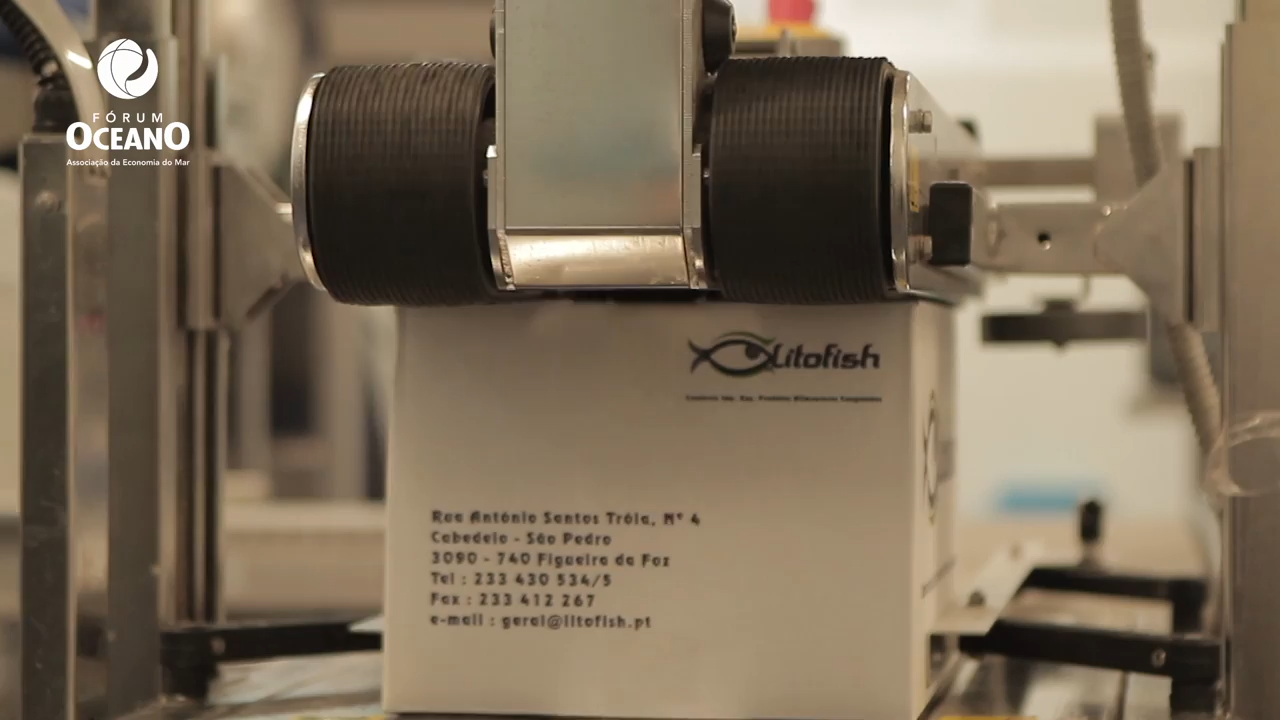 FÓRUM
OCEANO
Associação da Economia do Mar
Litofish
Rua António Santos Tróia, Nº 4
Cabedelo - São Pedro
3090 - 740 Figueira da Foz
Tel : 233 430 534/5
Fax : 233 412 267
e-mail : geral@litofish.pt